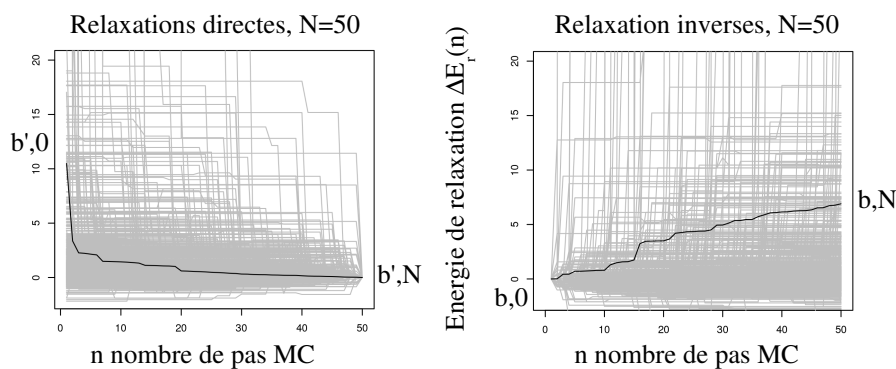 Relaxations directes, N=50
20
15
10
5
0
b',0
b',N
0 10 20 30 40 50
n nombre de pas MC
Relaxation inverses, N=50
Energie de relaxation ΔE_r(n)
20
15
10
5
0
b,0
b,N
0 10 20 30 40 50
n nombre de pas MC